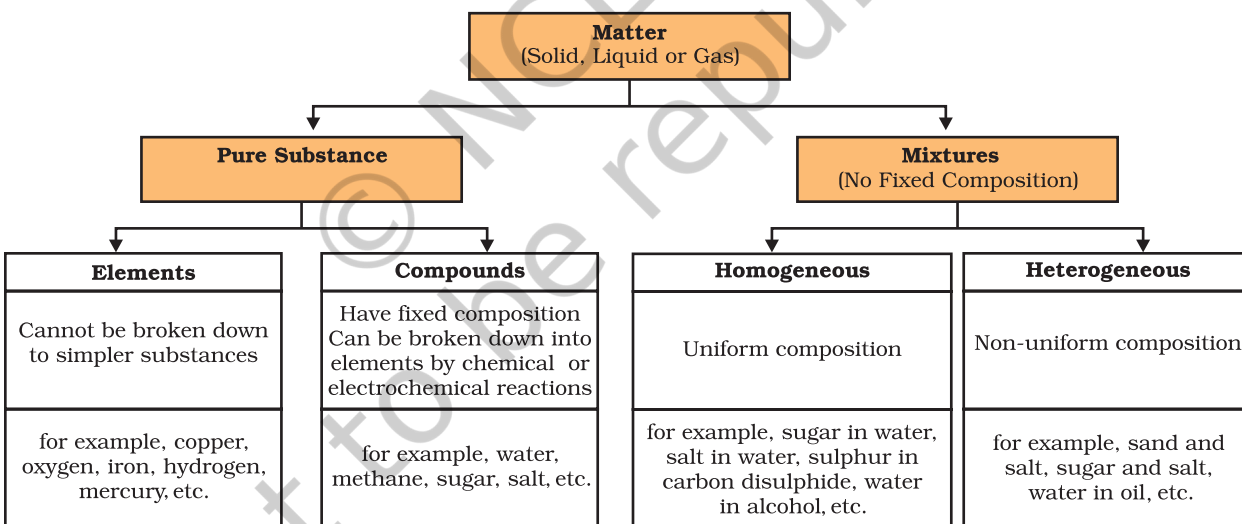 Matter
(Solid, Liquid or Gas)
Pure Substance
Mixtures
(No Fixed Composition)
Elements
Cannot be broken down
to simpler substances
for example, copper,
oxygen, iron, hydrogen,
mercury, etc.
Compounds
Have fixed composition
Can be broken down into
elements by chemical or
electrochemical reactions
for example, water,
methane, sugar, salt, etc.
Homogeneous
Uniform composition
for example, sugar in water,
salt in water, sulphur in
carbon disulphide, water
in alcohol, etc.
Heterogeneous
Non-uniform composition
for example, sand and
salt, sugar and salt,
water in oil, etc.
© NC
to be repu